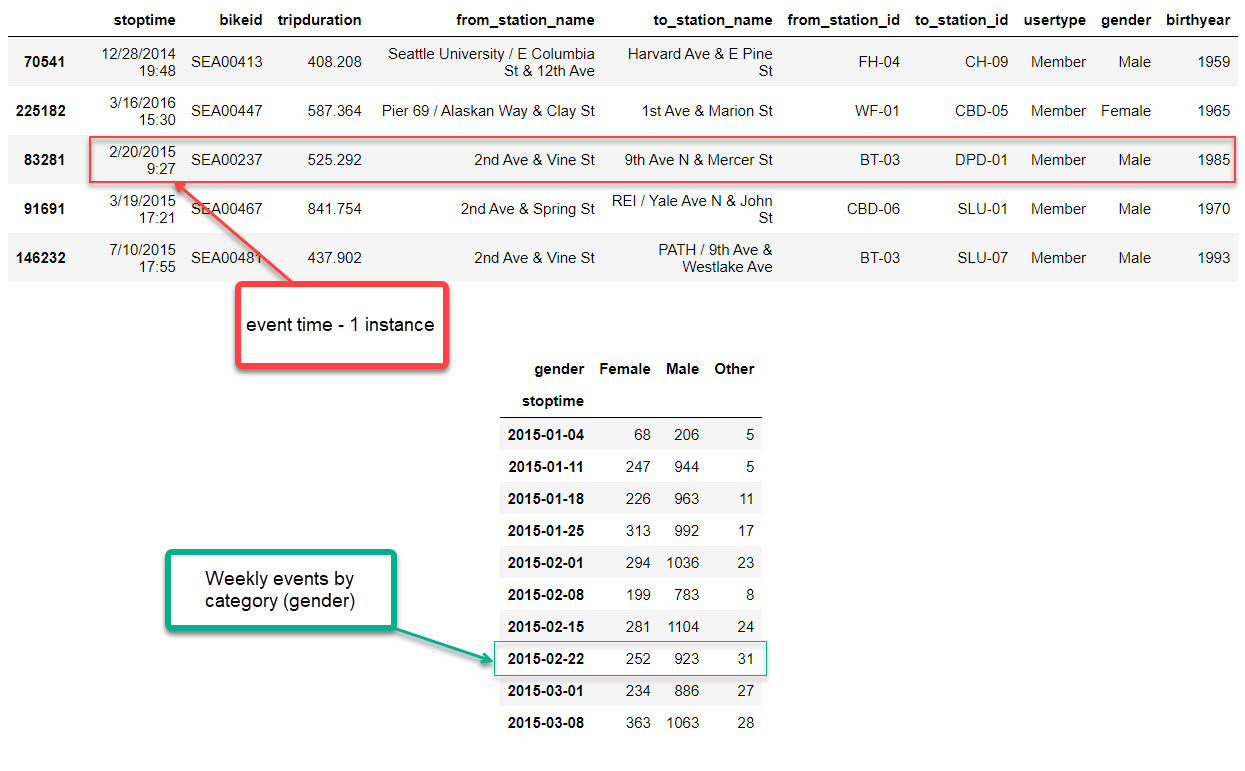 stoptime bikeid tripduration from_station_name to_station_name from_station_id to_station_id usertype gender birthyear
70541 12/28/2014 19:48 SEA00413 408.208 Seattle University / E Columbia St & 12th Ave Harvard Ave & E Pine St FH-04 CH-09 Member Male 1959
225182 3/16/2016 15:30 SEA00447 587.364 Pier 69 / Alaskan Way & Clay St 1st Ave & Marion St WF-01 CBD-05 Member Female 1965
83281 2/20/2015 9:27 SEA00237 525.292 2nd Ave & Vine St 9th Ave N & Mercer St BT-03 DPD-01 Member Male 1985
91691 3/19/2015 17:21 SEA00467 841.754 2nd Ave & Spring St REI / Yale Ave N & John St CBD-06 SLU-01 Member Male 1970
146232 7/10/2015 17:55 SEA00481 437.902 2nd Ave & Vine St PATH / 9th Ave & Westlake Ave BT-03 SLU-07 Member Male 1993
event time - 1 instance
gender Female Male Other
stoptime
2015-01-04 68 206 5
2015-01-11 247 944 5
2015-01-18 226 963 11
2015-01-25 313 992 17
2015-02-01 294 1036 23
2015-02-08 199 783 8
2015-02-15 281 1104 24
2015-02-22 252 923 31
2015-03-01 234 886 27
2015-03-08 363 1063 28
Weekly events by
category (gender)